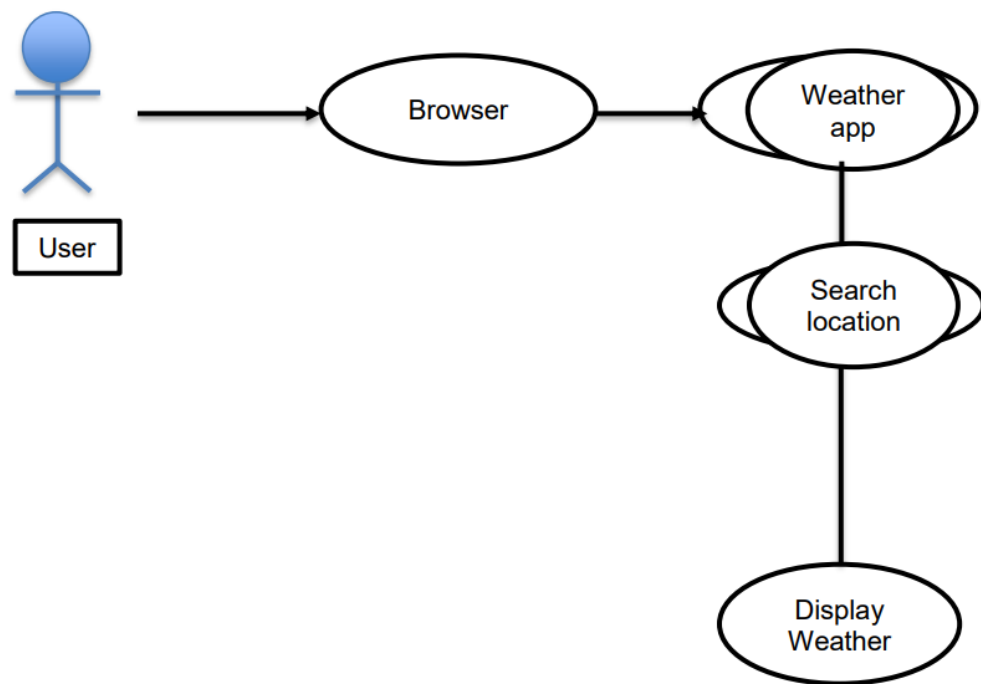 Browser
Weather
app
User
Search
location
Display
Weather